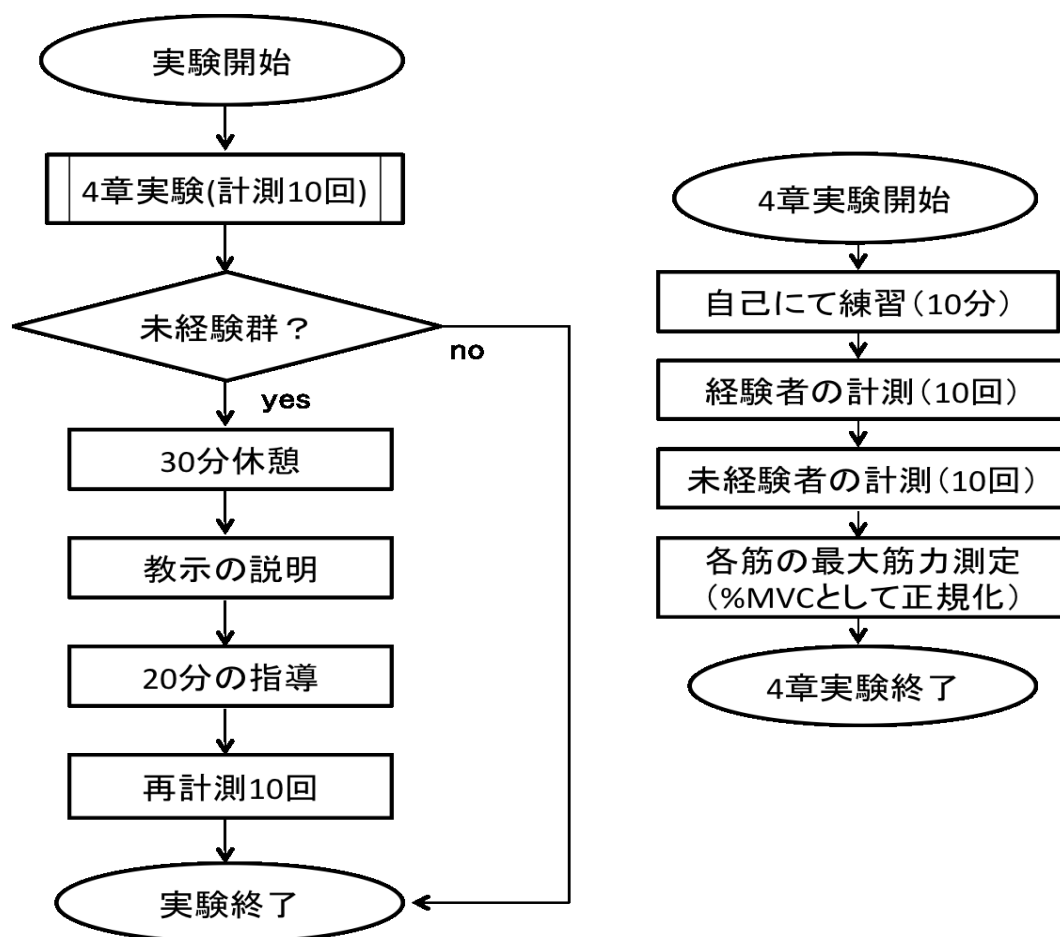 実験開始
4章実験(計測10回)
未経験群？
no
yes
30分休憩
教示の説明
20分の指導
再計測10回
実験終了
4章実験開始
自己にて練習（10分）
経験者の計測（10回）
未経験者の計測（10回）
各筋の最大筋力測定
（%MVCとして正規化）
4章実験終了